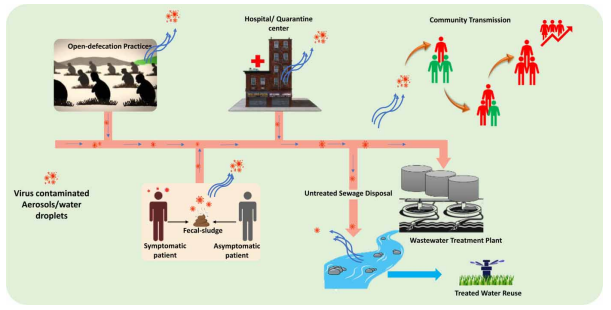 Open-defecation Practices
Hospital/ Quarantine
center
Community Transmission
Virus contaminated
Aerosols/water
droplets
Fecal-sludge
Symptomatic
patient
Asymptomatic
patient
Untreated Sewage Disposal
Wastewater Treatment Plant
Treated Water Reuse